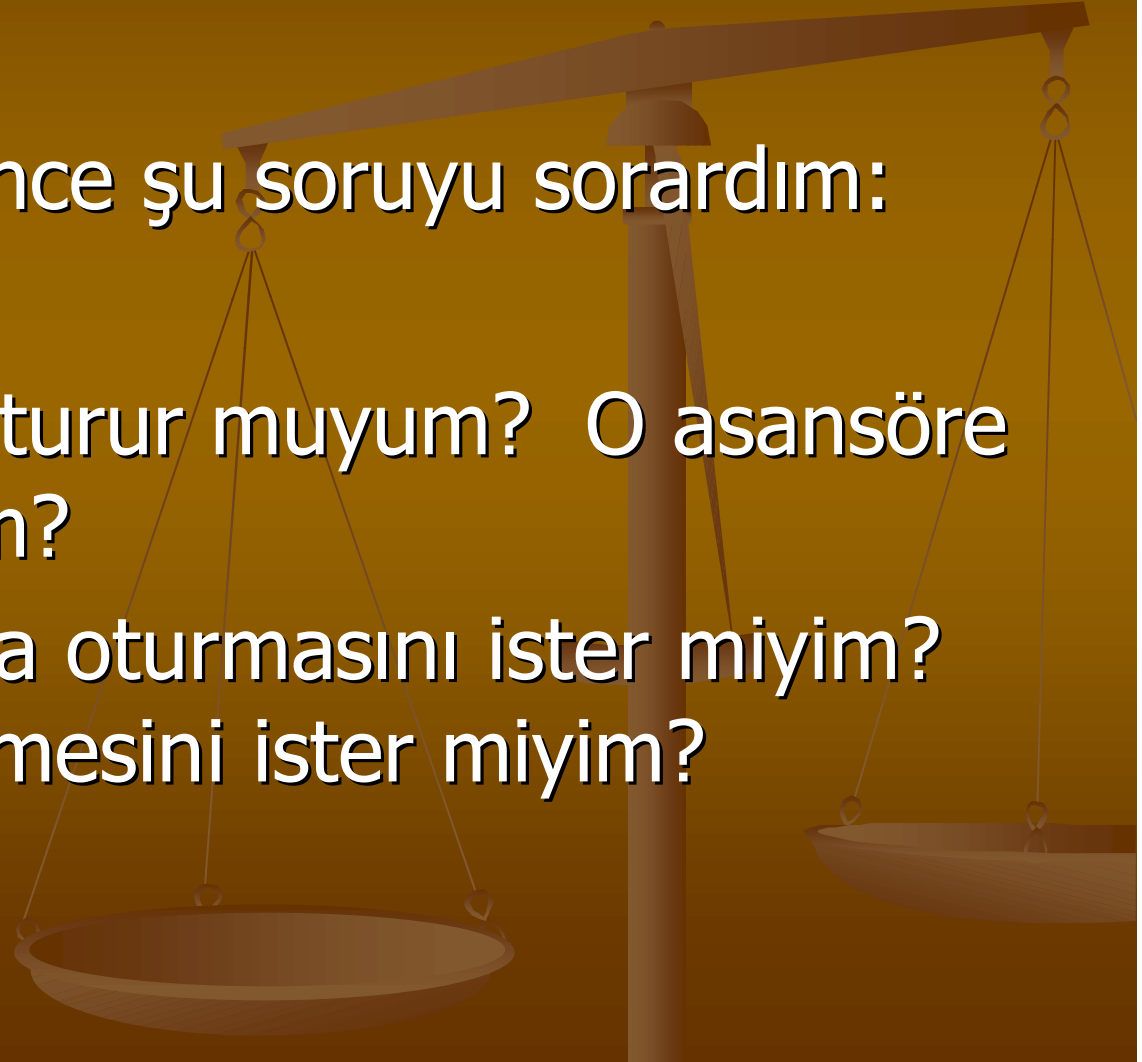 nce şu soruyu sorardım:
turur muyum?  O asansöre
m?
a oturmasını ister miyim?
mesini ister miyim?